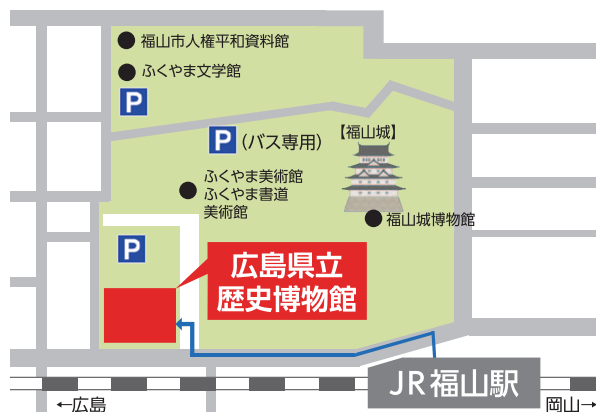 福山市人権平和資料館
ふくやま文学館
P
P（バス専用）
【福山城】
ふくやま美術館
ふくやま書道
美術館
福山城博物館
P
広島県立
歴史博物館
JR福山駅
←広島
岡山→